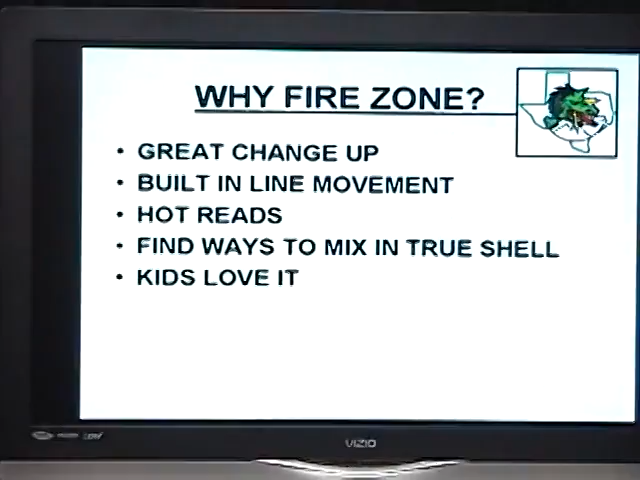 WHY FIRE ZONE?
• GREAT CHANGE UP
• BUILT IN LINE MOVEMENT
• HOT READS
• FIND WAYS TO MIX IN TRUE SHELL
• KIDS LOVE IT
VIZIO